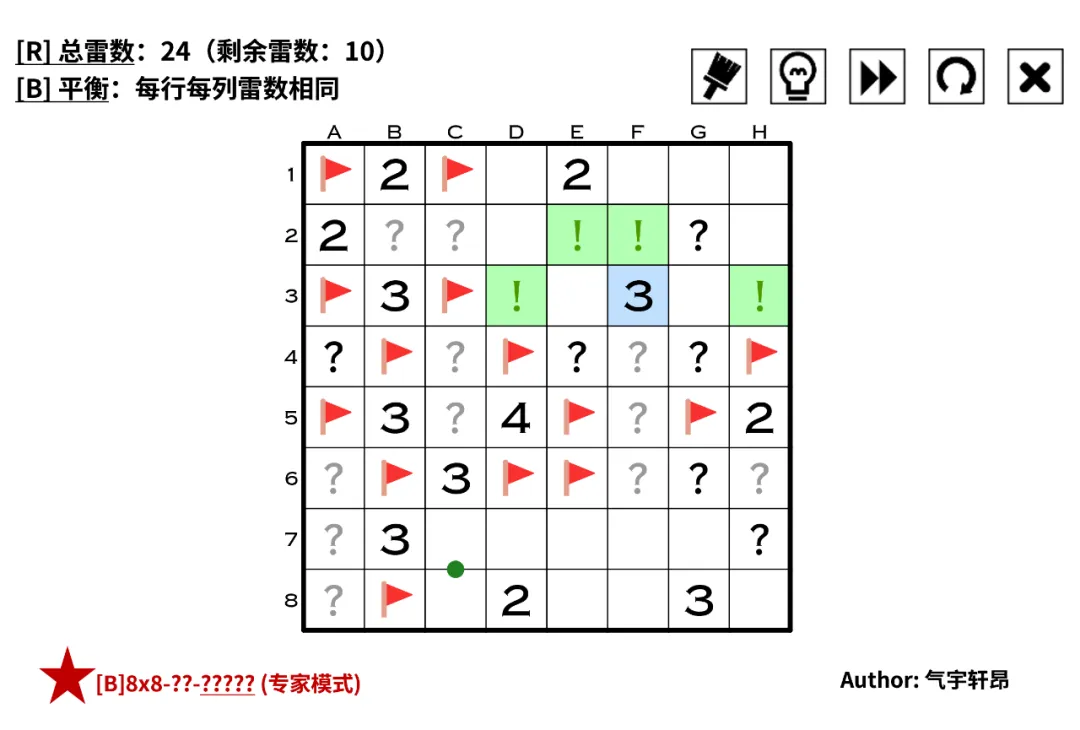 [R] 总雷数：24（剩余雷数：10）
[B] 平衡：每行每列雷数相同
A B C D E F G H
1 2 2
2 2 ? ? ! ! ?
3 3 ! 3 !
4 ? ? ? ? ?
5 3 ? 4 ? 2
6 ? 3 ? ? ?
7 ? 3 ?
8 ? 2 3
[B]8x8-??-????? (专家模式)
Author: 气宇轩昂